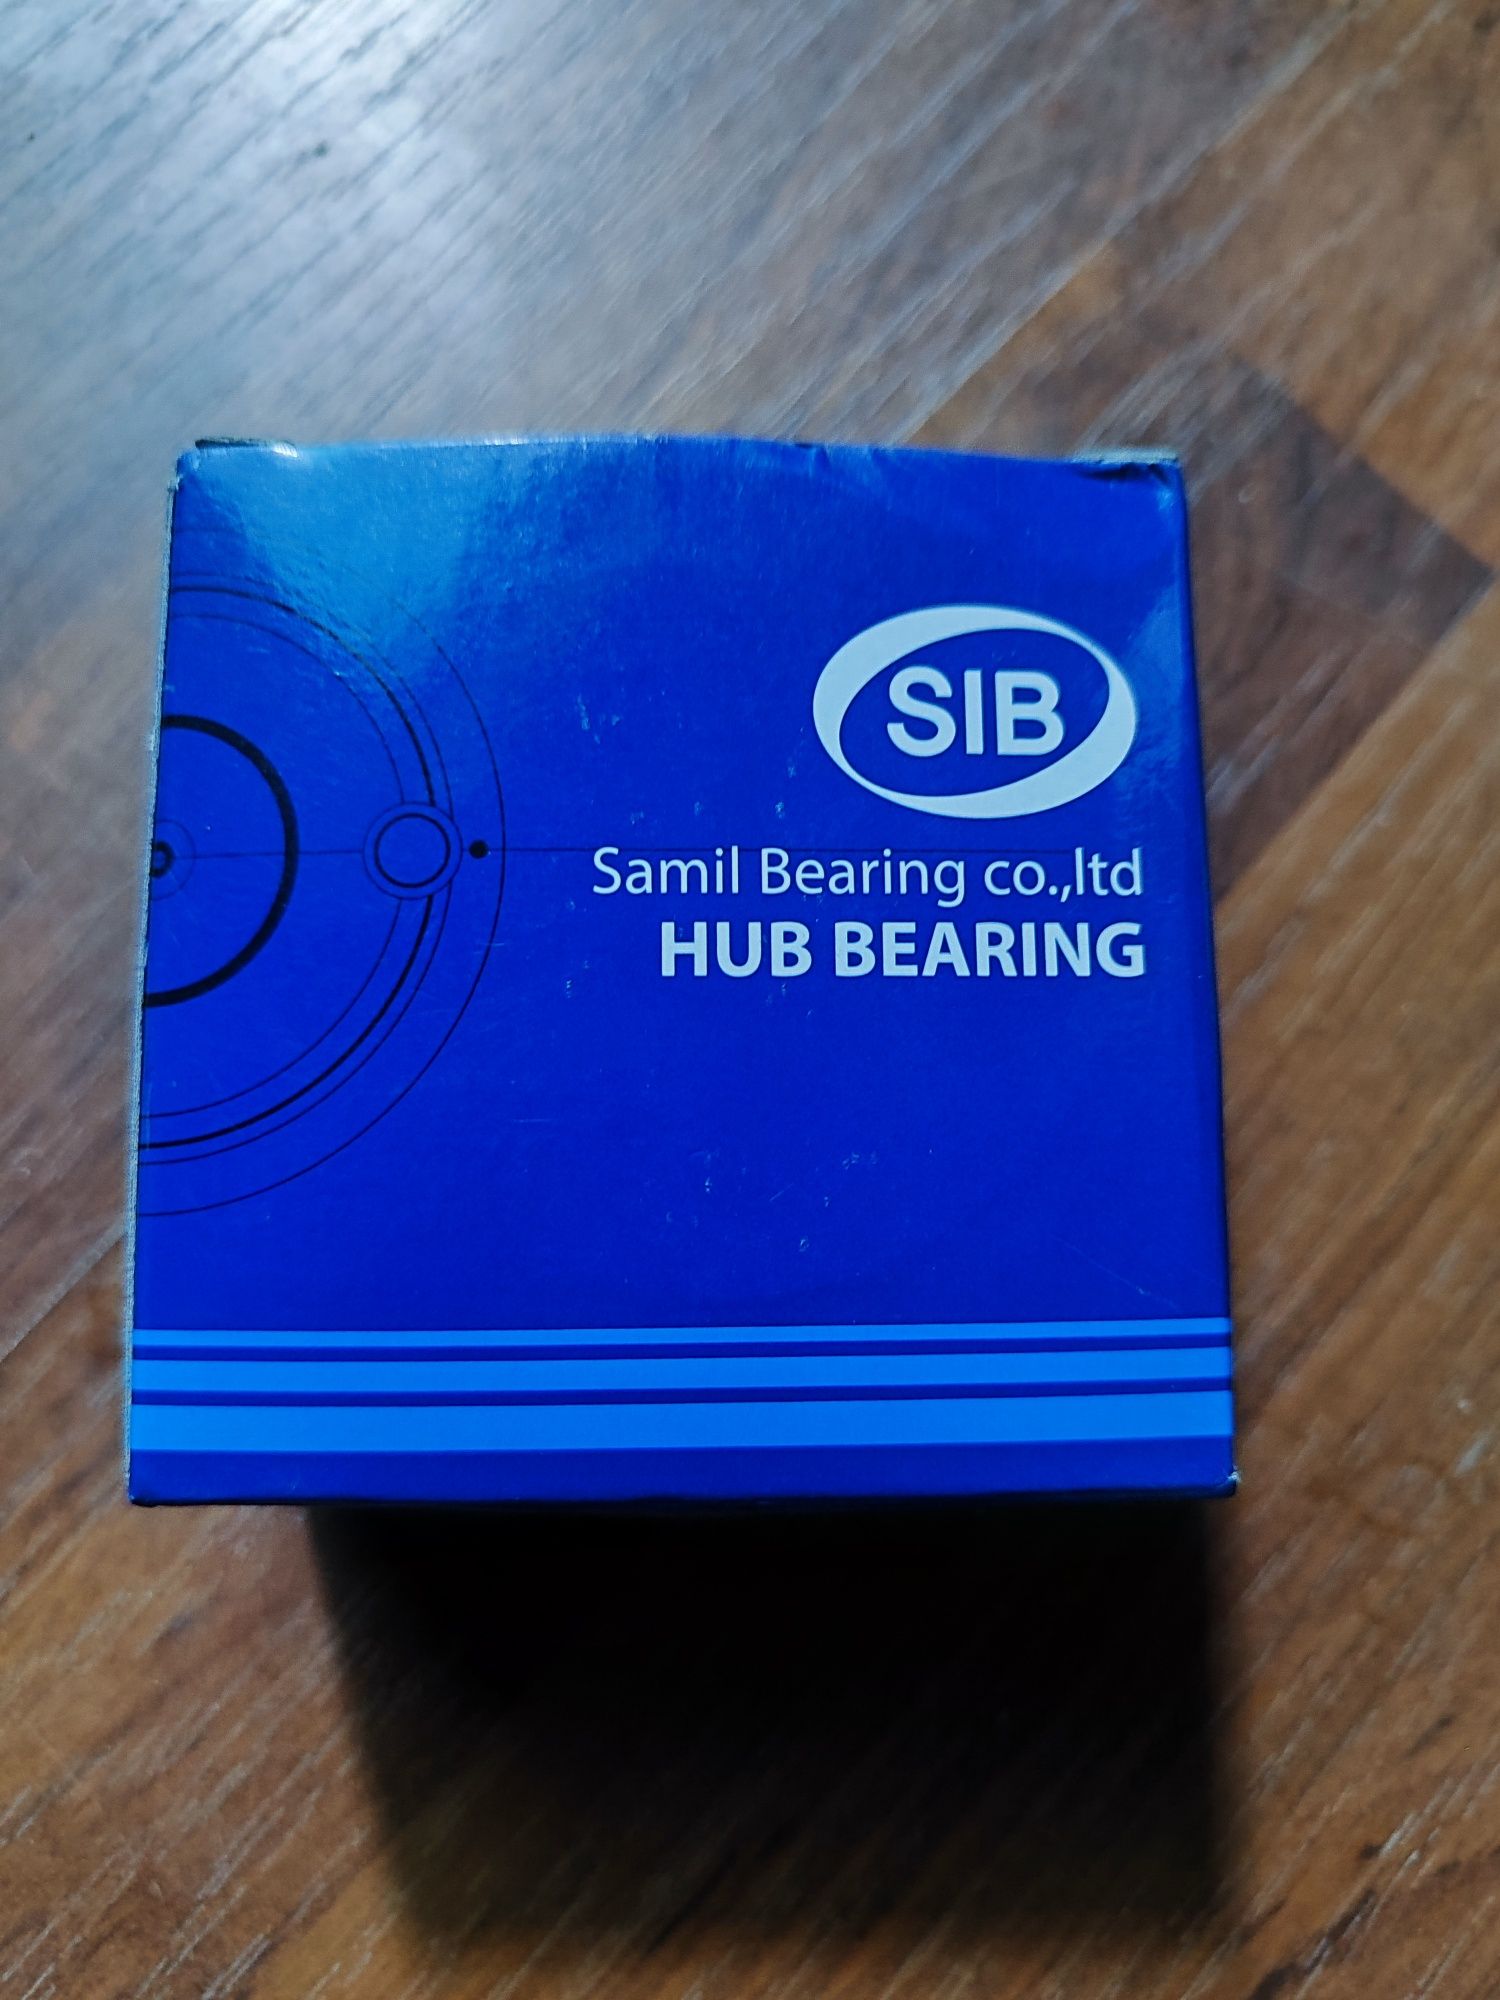 SIB
Samil Bearing co.,ltd
HUB BEARING